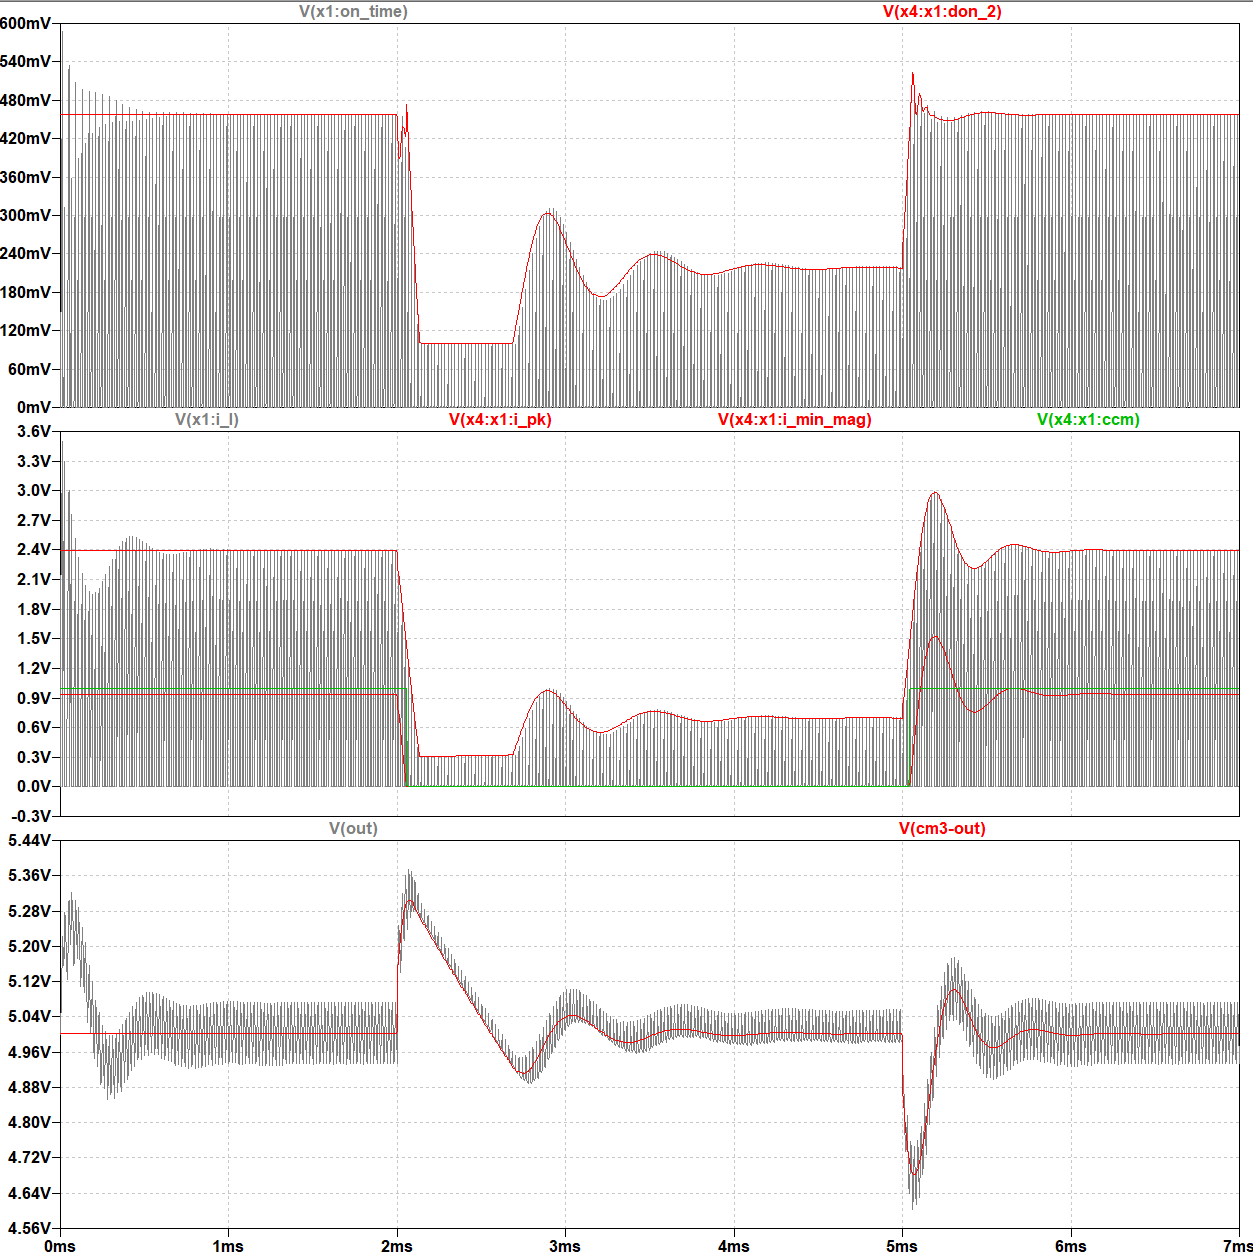 V(x1:on_time) V(x4:x1:don_2)
600mV
540mV
480mV
420mV
360mV
300mV
240mV
180mV
120mV
60mV
0mV
V(x1:i_l) V(x4:x1:i_pk) V(x4:x1:i_min_mag) V(x4:x1:ccm)
3.6V
3.3V
3.0V
2.7V
2.4V
2.1V
1.8V
1.5V
1.2V
0.9V
0.6V
0.3V
0.0V
-0.3V
V(out) V(cm3-out)
5.44V
5.36V
5.28V
5.20V
5.12V
5.04V
4.96V
4.88V
4.80V
4.72V
4.64V
4.56V
0ms 1ms 2ms 3ms 4ms 5ms 6ms 7ms